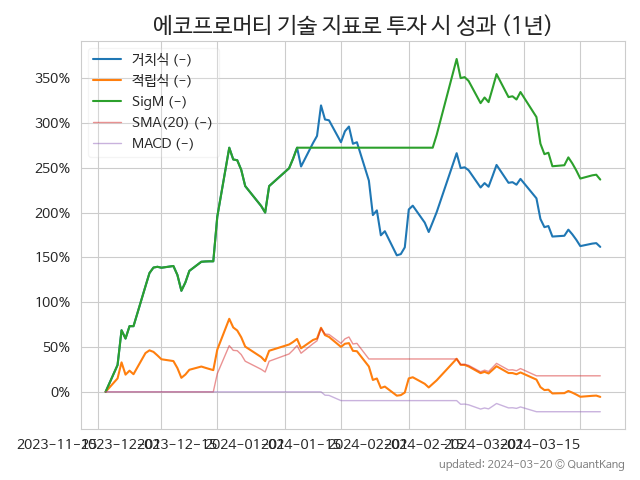 에코프로머티 기술 지표로 투자 시 성과 (1년)
거치식 (-)
적립식 (-)
SigM (-)
SMA(20) (-)
MACD (-)
350%
300%
250%
200%
150%
100%
50%
0%
2023-11-15 2023-12-01 2023-12-15 2024-01-01 2024-01-15 2024-02-01 2024-02-15 2024-03-01 2024-03-15
updated: 2024-03-20 © QuantKang